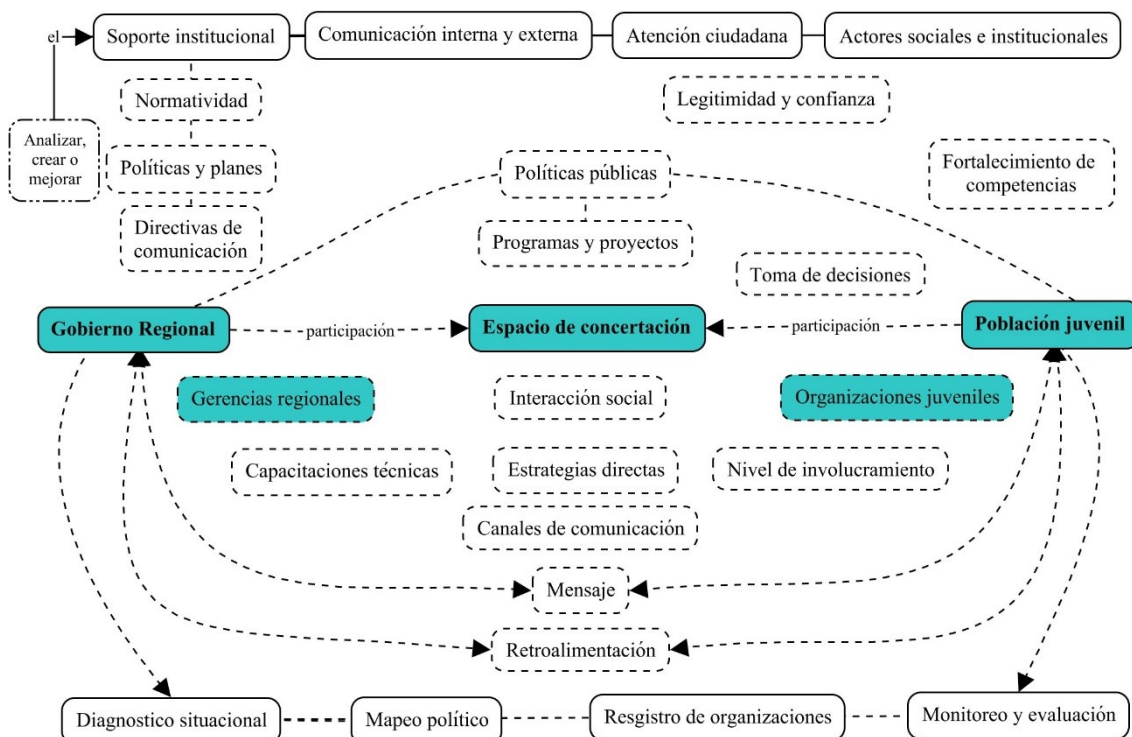 el
Soporte institucional
Comunicación interna y externa
Atención ciudadana
Actores sociales e institucionales
Normatividad
Legitimidad y confianza
Analizar,
crear o
mejorar
Políticas y planes
Políticas públicas
Fortalecimiento de
competencias
Directivas de
comunicación
Programas y proyectos
Toma de decisiones
Gobierno Regional
participación
Espacio de concertación
participación
Población juvenil
Gerencias regionales
Interacción social
Organizaciones juveniles
Capacitaciones técnicas
Estrategias directas
Nivel de involucramiento
Canales de comunicación
Mensaje
Retroalimentación
Diagnostico situacional
Mapeo político
Resgistro de organizaciones
Monitoreo y evaluación